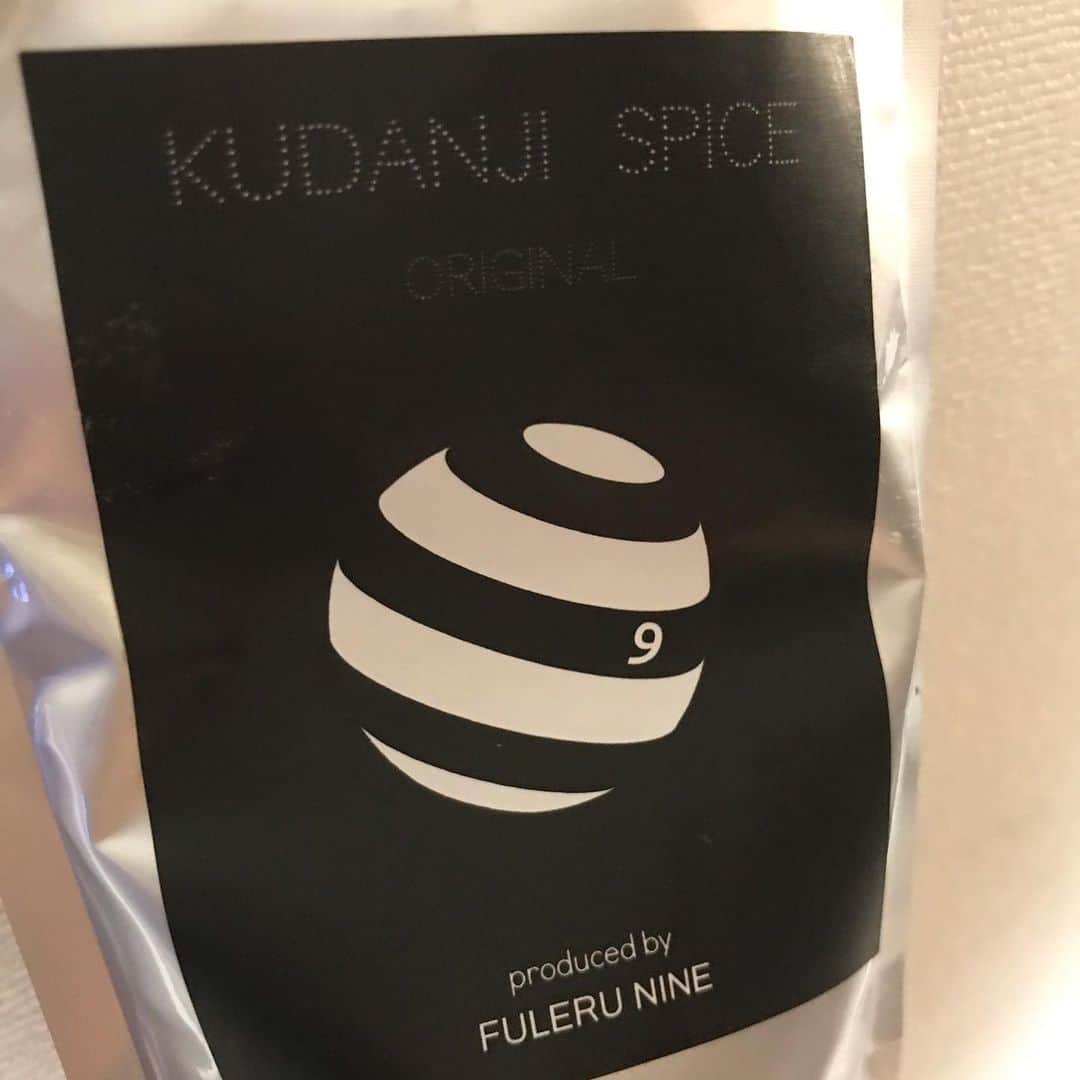 KUDANJI SPICE
ORIGINAL
9
produced by
FULERU NINE